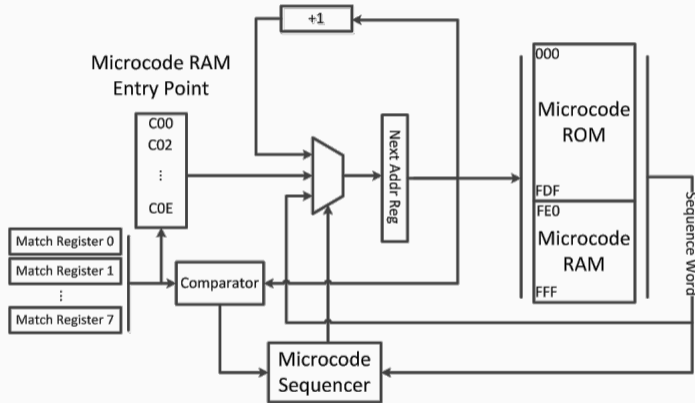 +1
Microcode RAM
Entry Point
C00
C02
⋮
C0E
Match Register 0
Match Register 1
⋮
Match Register 7
Comparator
Microcode
Sequencer
Next Addr Reg
000
Microcode
ROM
FDF
FE0
Microcode
RAM
FFF
Sequence Word